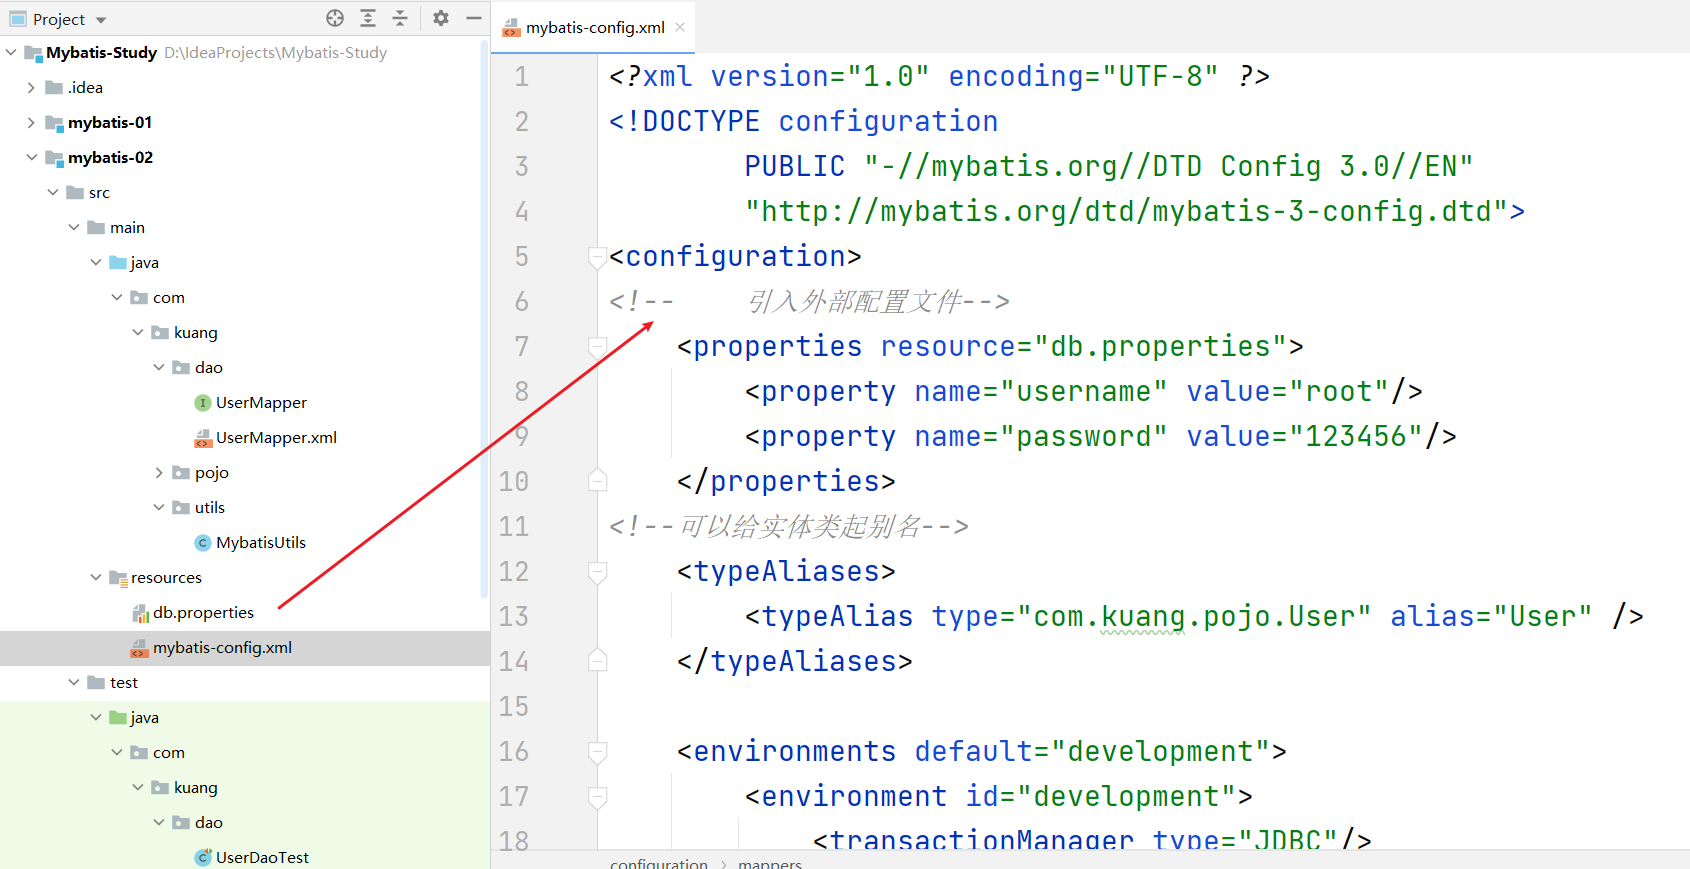 Project
Mybatis-Study D:\IdeaProjects\Mybatis-Study
.idea
mybatis-01
mybatis-02
src
main
java
com
kuang
dao
UserMapper
UserMapper.xml
pojo
utils
MybatisUtils
resources
db.properties
mybatis-config.xml
test
java
com
kuang
dao
UserDaoTest
mybatis-config.xml
1 <?xml version="1.0" encoding="UTF-8" ?>
2 <!DOCTYPE configuration
3 PUBLIC "-//mybatis.org//DTD Config 3.0//EN"
4 "http://mybatis.org/dtd/mybatis-3-config.dtd">
5 <configuration>
6 <!-- 引入外部配置文件-->
7 <properties resource="db.properties">
8 <property name="username" value="root"/>
9 <property name="password" value="123456"/>
10 </properties>
11 <!--可以给实体类起别名-->
12 <typeAliases>
13 <typeAlias type="com.kuang.pojo.User" alias="User" />
14 </typeAliases>
15
16 <environments default="development">
17 <environment id="development">
18 <transactionManager type="JDBC"/>
configuration › mappers